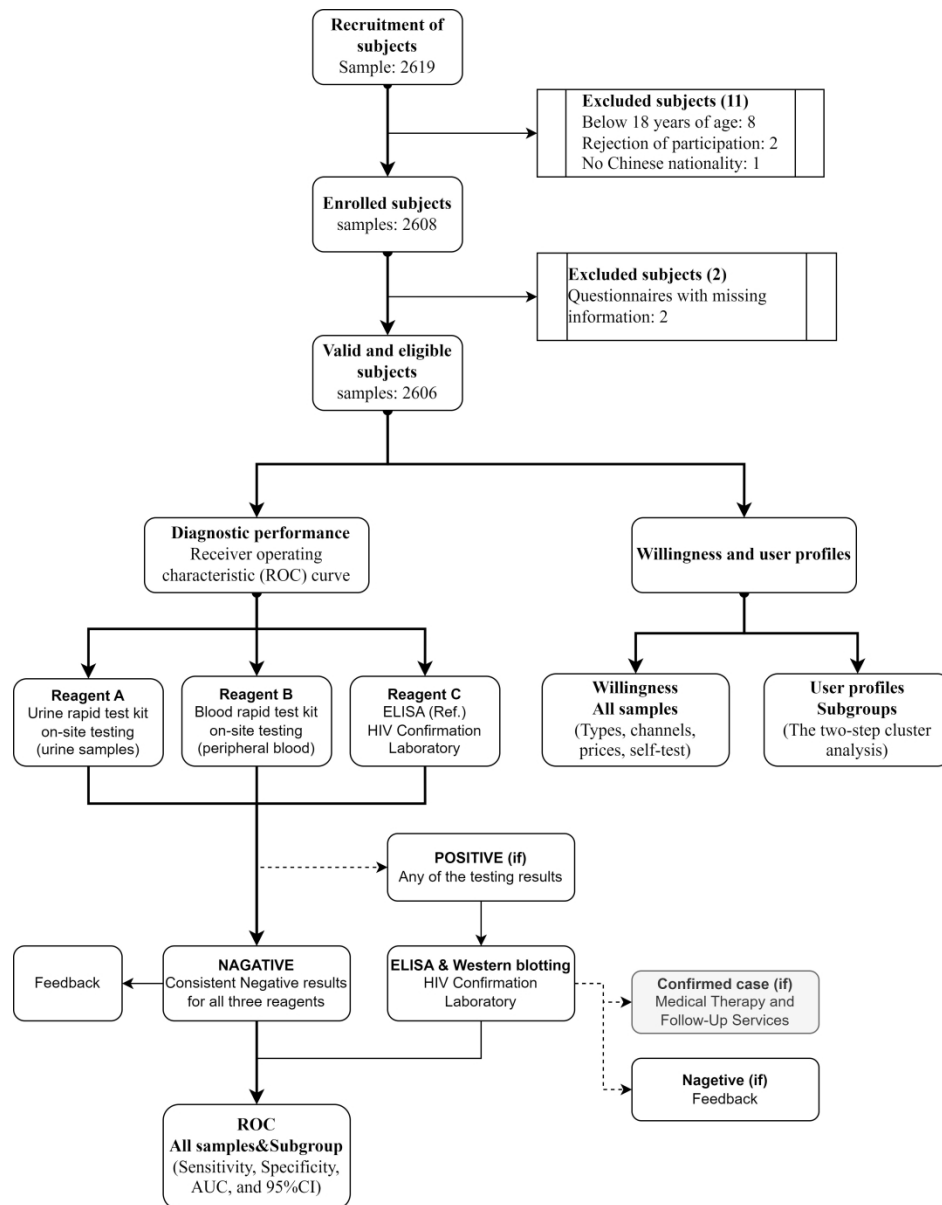 Recruitment of
subjects
Sample: 2619
Excluded subjects (11)
Below 18 years of age: 8
Rejection of participation: 2
No Chinese nationality: 1
Enrolled subjects
samples: 2608
Excluded subjects (2)
Questionnaires with missing
information: 2
Valid and eligible
subjects
samples: 2606
Diagnostic performance
Receiver operating
characteristic (ROC) curve
Willingness and user profiles
Reagent A
Urine rapid test kit
on-site testing
(urine samples)
Reagent B
Blood rapid test kit
on-site testing
(peripheral blood)
Reagent C
ELISA (Ref.)
HIV Confirmation
Laboratory
Willingness
All samples
(Types, channels,
prices, self-test)
User profiles
Subgroups
(The two-step cluster
analysis)
POSITIVE (if)
Any of the testing results
Feedback
NAGATIVE
Consistent Negative results
for all three reagents
ELISA & Western blotting
HIV Confirmation
Laboratory
Confirmed case (if)
Medical Therapy and
Follow-Up Services
Nagetive (if)
Feedback
ROC
All samples&Subgroup
(Sensitivity, Specificity,
AUC, and 95%CI)